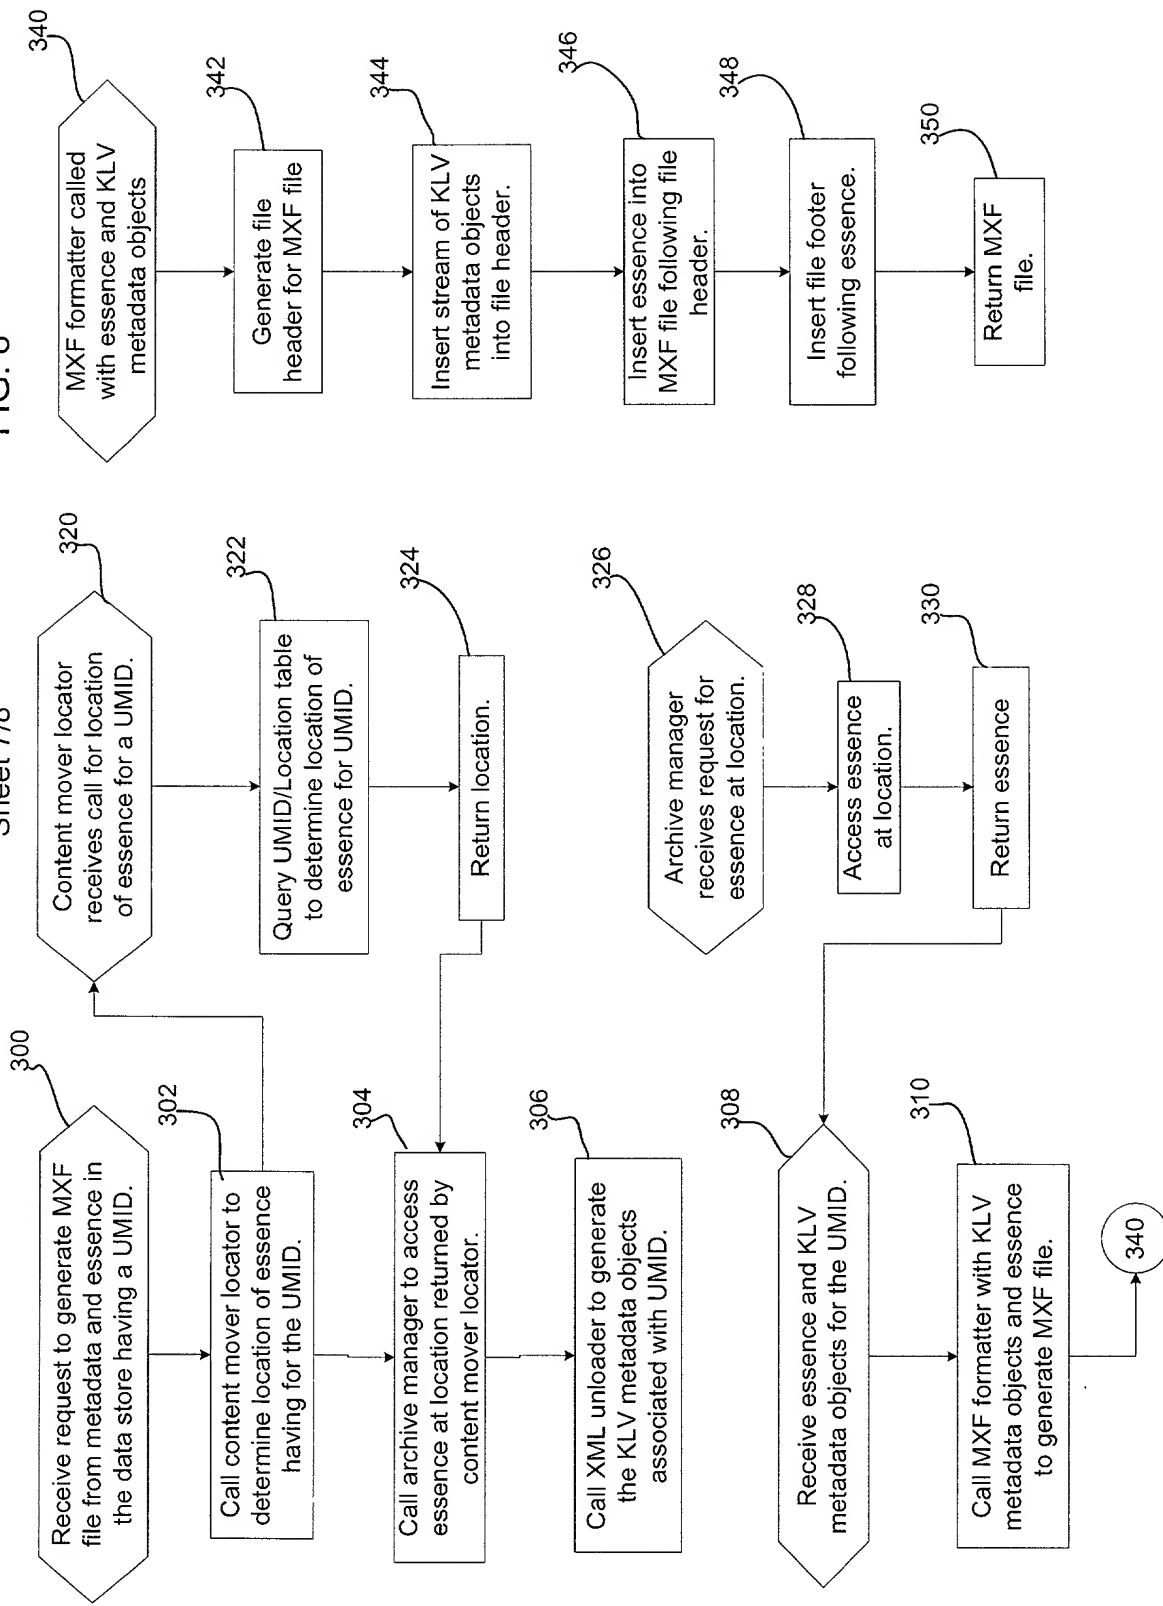 Sheet 7/8
FIG.
300
Receive request to generate MXF
file from metadata and essence in
the data store having a UMID.
302
Call content mover locator to
determine location of essence
having for the UMID.
304
Call archive manager to access
essence at location returned by
content mover locator.
306
Call XML unloader to generate
the KLV metadata objects
associated with UMID.
308
Receive essence and KLV
metadata objects for the UMID.
310
Call MXF formatter with KLV
metadata objects and essence
to generate MXF file.
340
320
Content mover locator
receives call for location
of essence for a UMID.
322
Query UMID/Location table
to determine location of
essence for UMID.
324
Return location.
326
Archive manager
receives request for
essence at location.
328
Access essence
at location.
330
Return essence
340
MXF formatter called
with essence and KLV
metadata objects
342
Generate file
header for MXF file
344
Insert stream of KLV
metadata objects
into file header.
346
Insert essence into
MXF file following file
header.
348
Insert file footer
following essence.
350
Return MXF
file.